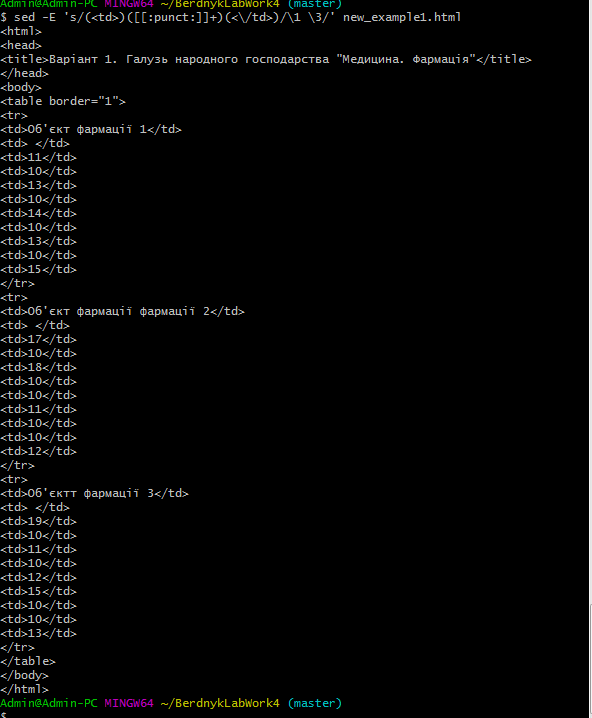 Admin@Admin-PC MINGW64 ~/BerdnykLabWork4 (master)
$ sed -E 's/(<td>)([[:punct:]]+)(<\/td>)/\1 \3/' new_example1.html
<html>
<head>
<title>Варіант 1. Галузь народного господарства "Медицина. Фармація"</title>
</head>
<body>
<table border="1">
<tr>
<td>Об'єкт фармації 1</td>
<td> </td>
<td>11</td>
<td>10</td>
<td>13</td>
<td>10</td>
<td>14</td>
<td>10</td>
<td>13</td>
<td>10</td>
<td>15</td>
</tr>
<tr>
<td>Об'єкт фармації фармації 2</td>
<td> </td>
<td>17</td>
<td>10</td>
<td>18</td>
<td>10</td>
<td>10</td>
<td>11</td>
<td>10</td>
<td>10</td>
<td>12</td>
</tr>
<tr>
<td>Об'єктт фармації 3</td>
<td> </td>
<td>19</td>
<td>10</td>
<td>11</td>
<td>10</td>
<td>12</td>
<td>15</td>
<td>10</td>
<td>10</td>
<td>13</td>
</tr>
</table>
</body>
</html>
Admin@Admin-PC MINGW64 ~/BerdnykLabWork4 (master)
$